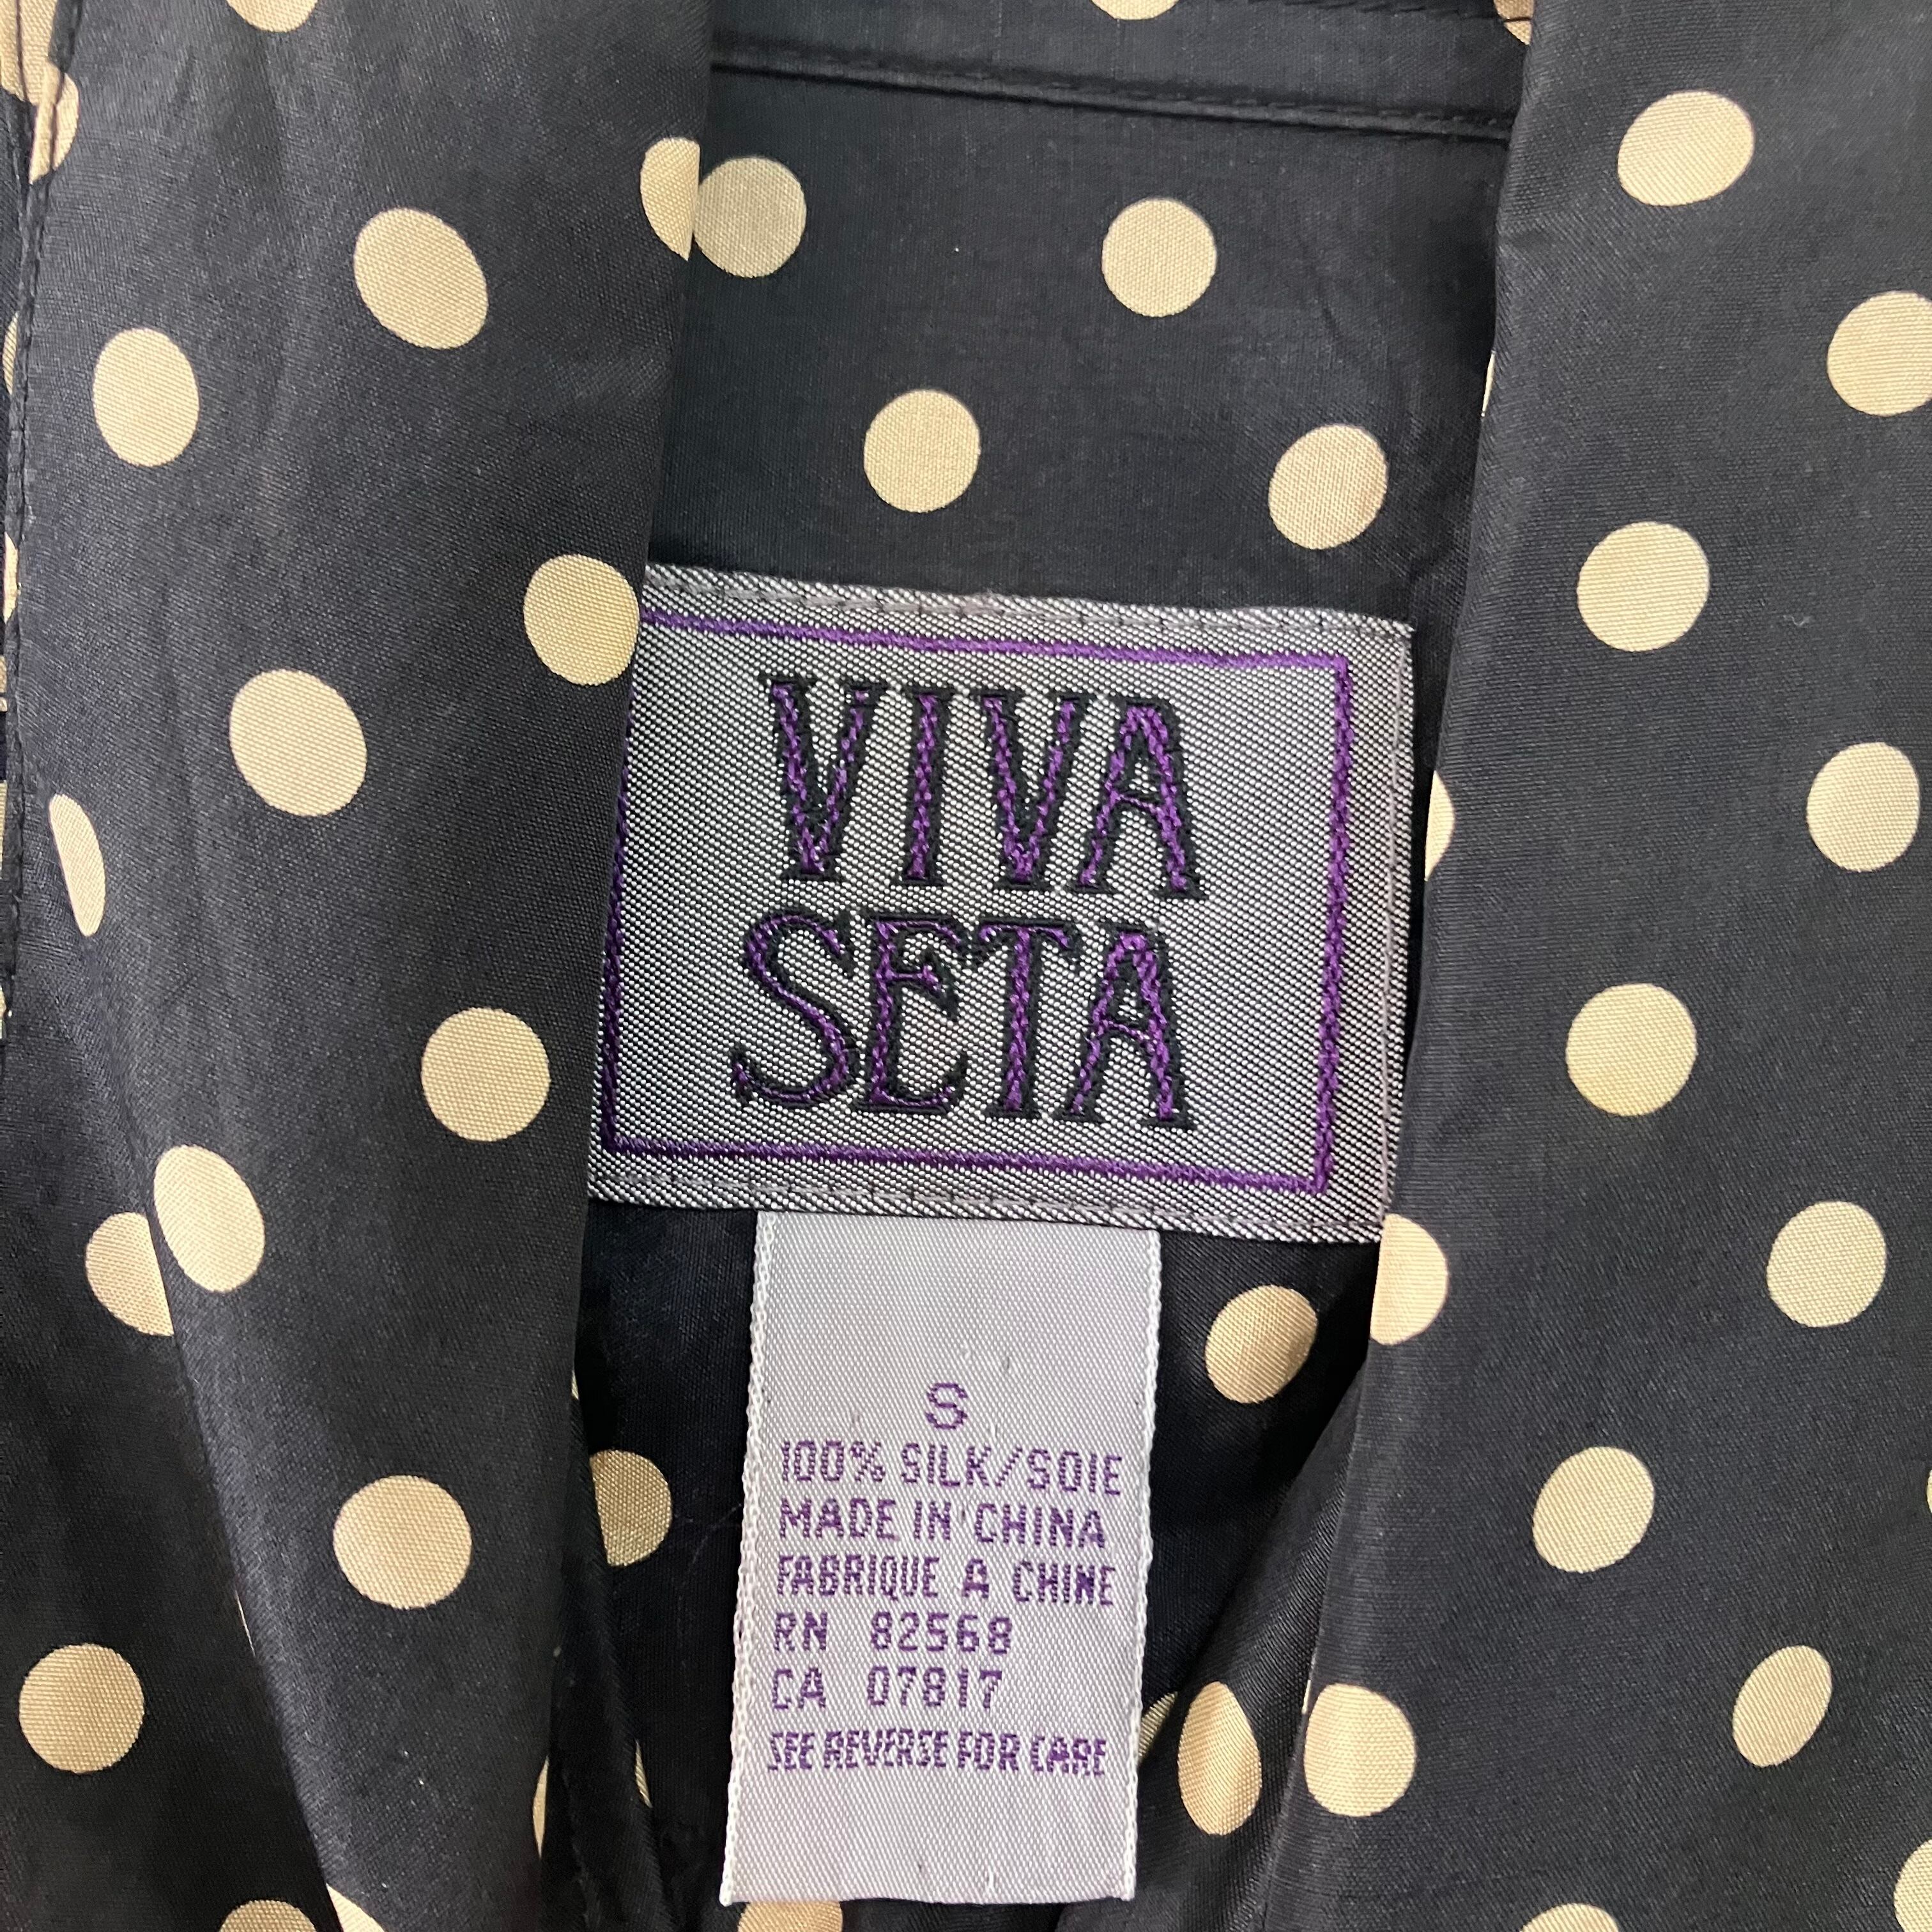 VIVA
SETA
S
100% SILK/SOIE
MADE IN CHINA
FABRIQUE A CHINE
RN 82568
CA 07817
SEE REVERSE FOR CARE